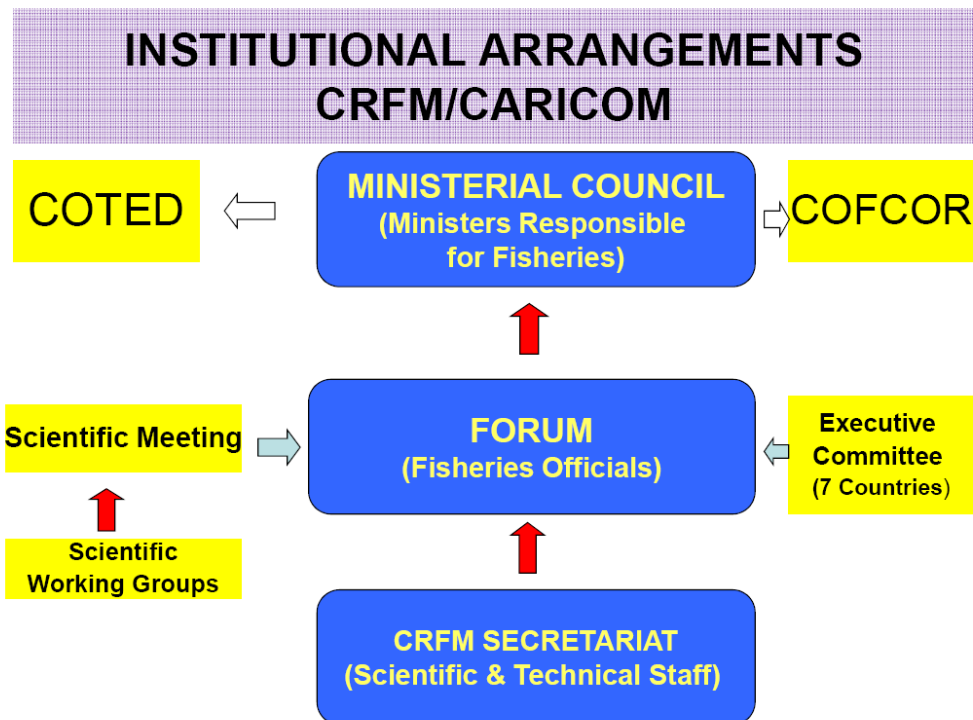 INSTITUTIONAL ARRANGEMENTS
CRFM/CARICOM
COTED
MINISTERIAL COUNCIL
(Ministers Responsible
for Fisheries)
COFCOR
Scientific Meeting
FORUM
(Fisheries Officials)
Executive
Committee
(7 Countries)
Scientific
Working Groups
CRFM SECRETARIAT
(Scientific & Technical Staff)